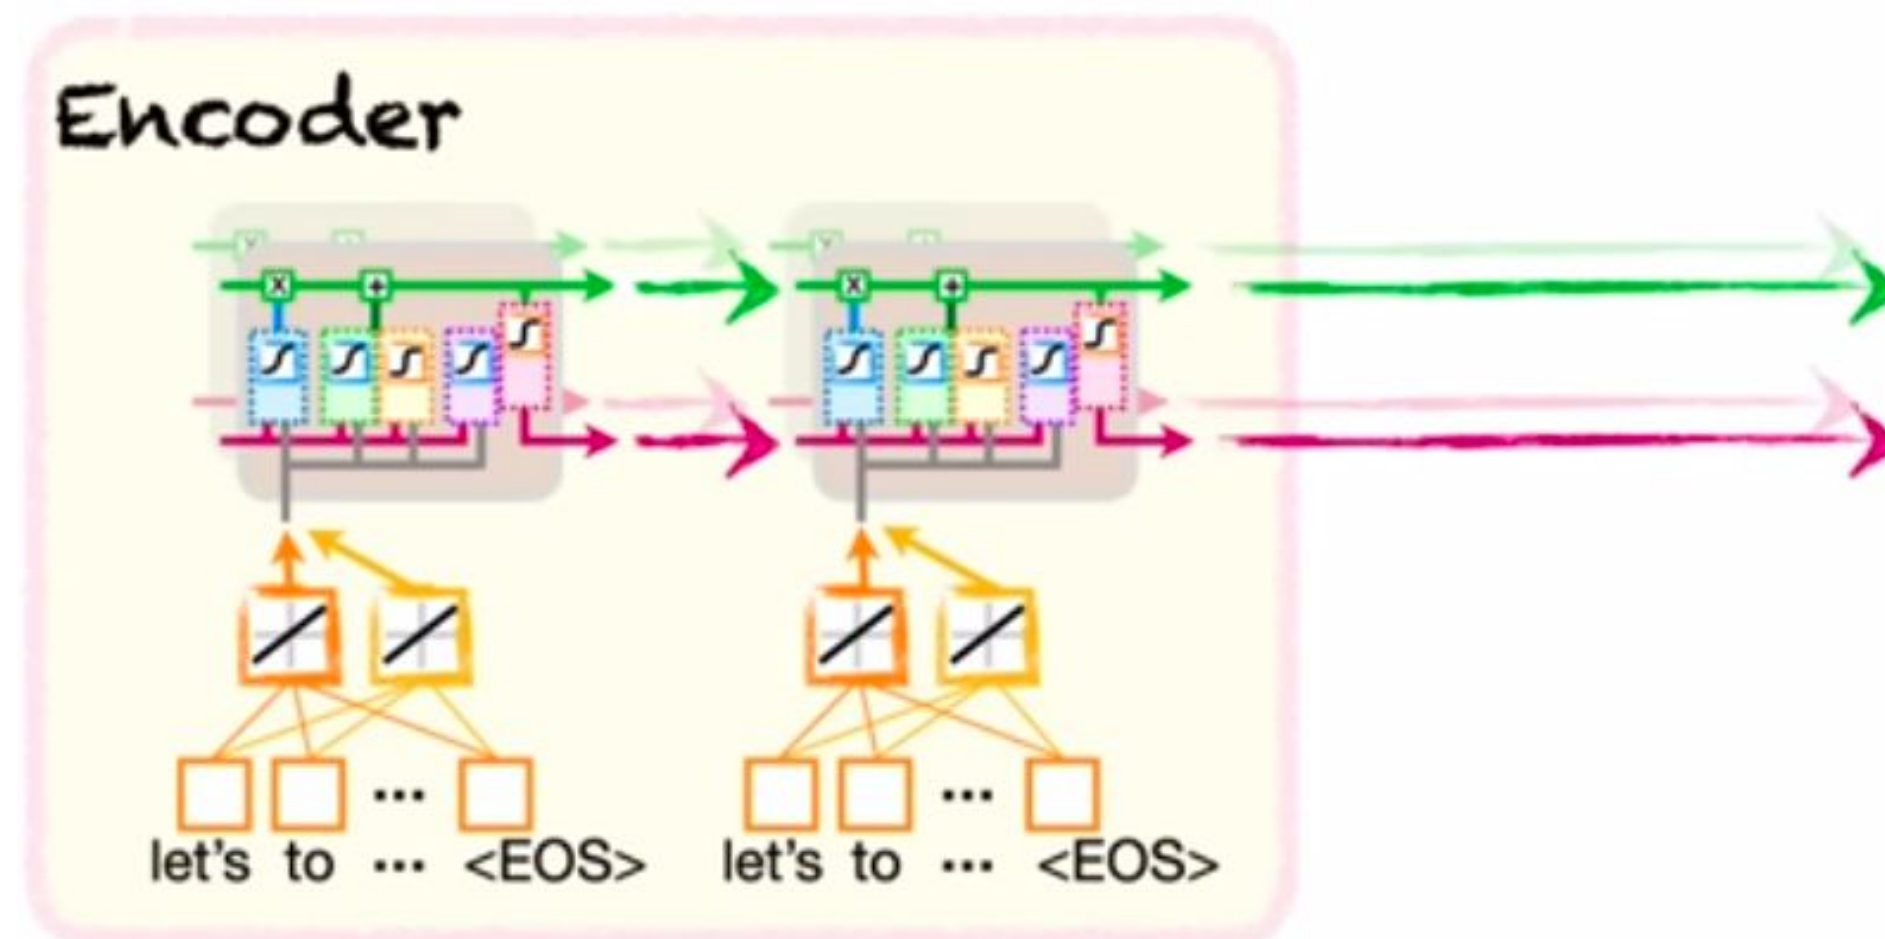 Encoder
x + x +
... ...
let's to ... <EOS> let's to ... <EOS>